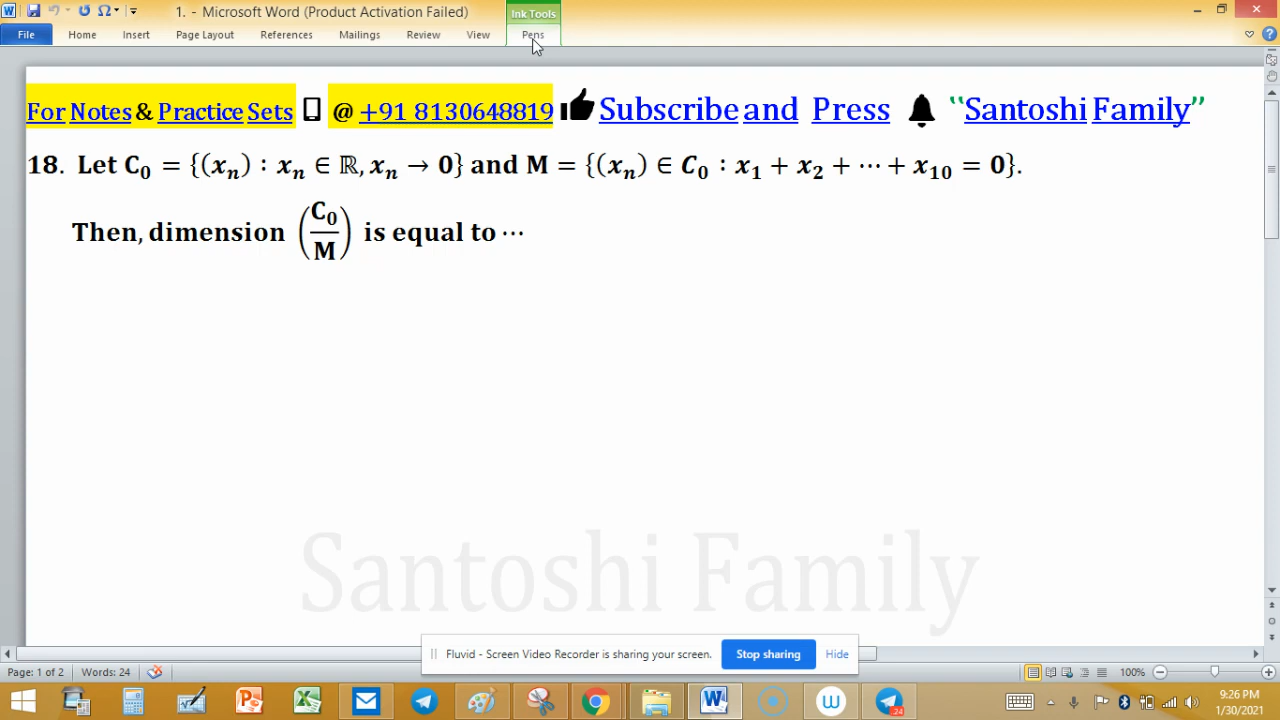 1. - Microsoft Word (Product Activation Failed)
Ink Tools
File Home Insert Page Layout References Mailings Review View Pens
For Notes & Practice Sets @ +91 8130648819 Subscribe and Press “Santoshi Family”
18. Let C₀ = {(xₙ) : xₙ ∈ ℝ, xₙ → 0} and M = {(xₙ) ∈ C₀ : x₁ + x₂ + ⋯ + x₁₀ = 0}.
Then, dimension (C₀/M) is equal to ⋯
Santoshi Family
Fluvid - Screen Video Recorder is sharing your screen. Stop sharing Hide
Page: 1 of 2 Words: 24 100%
24
9:26 PM
1/30/2021